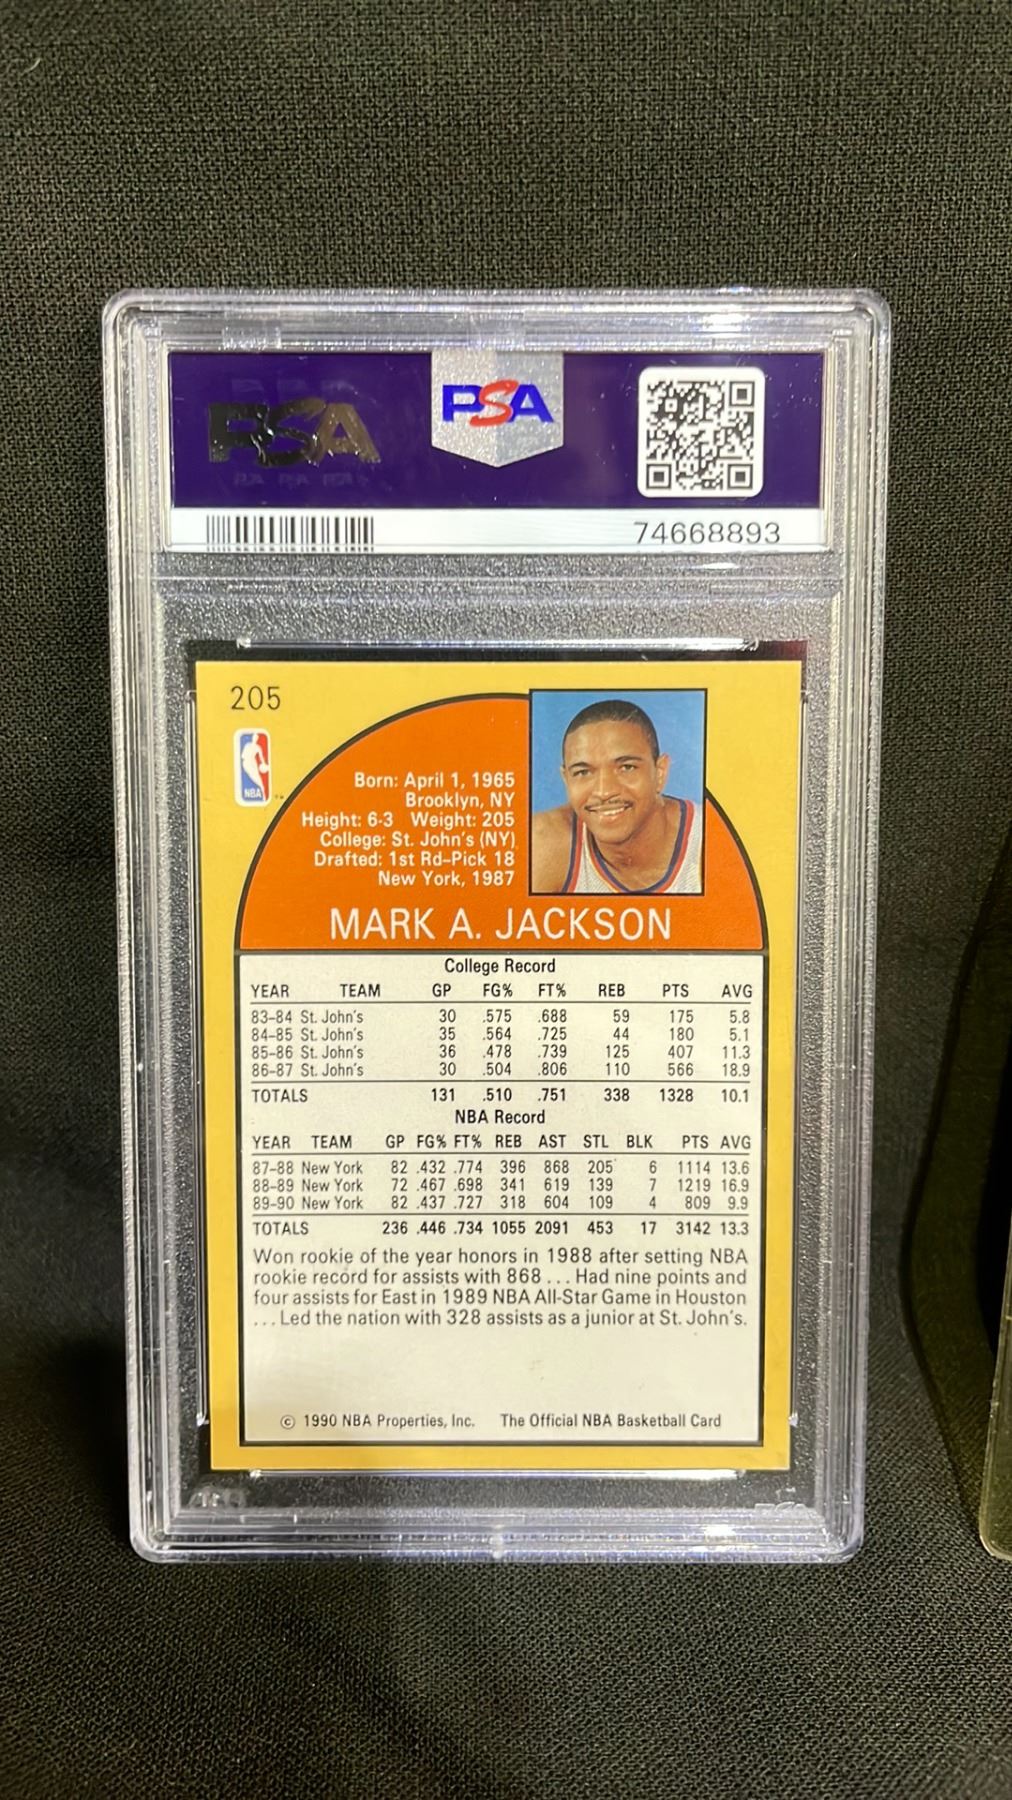 PSA
PSA
74668893
205
NBA
Born: April 1, 1965
Brooklyn, NY
Height: 6-3 Weight: 205
College: St. John's (NY)
Drafted: 1st Rd-Pick 18
New York, 1987
MARK A. JACKSON
College Record
YEAR TEAM GP FG% FT% REB PTS AVG
83-84 St. John's 30 .575 .688 59 175 5.8
84-85 St. John's 35 .564 .725 44 180 5.1
85-86 St. John's 36 .478 .739 125 407 11.3
86-87 St. John's 30 .504 .806 110 566 18.9
TOTALS 131 .510 .751 338 1328 10.1
NBA Record
YEAR TEAM GP FG% FT% REB AST STL BLK PTS AVG
87-88 New York 82 .432 .774 396 868 205 6 1114 13.6
88-89 New York 72 .467 .698 341 619 139 7 1219 16.9
89-90 New York 82 .437 .727 318 604 109 4 809 9.9
TOTALS 236 .446 .734 1055 2091 453 17 3142 13.3
Won rookie of the year honors in 1988 after setting NBA
rookie record for assists with 868 ... Had nine points and
four assists for East in 1989 NBA All-Star Game in Houston
... Led the nation with 328 assists as a junior at St. John's.
© 1990 NBA Properties, Inc. The Official NBA Basketball Card